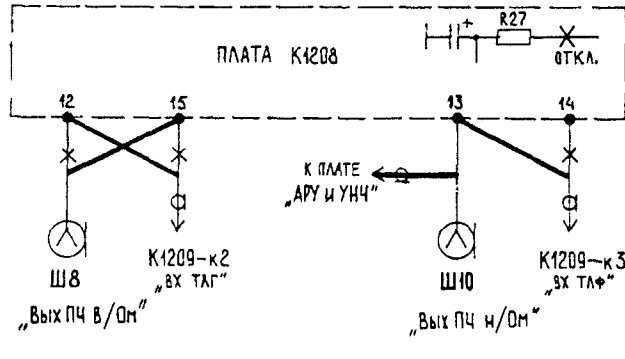 + R27
ПЛАТА К1208
ОТКЛ.
12 15 13 14
К ПЛАТЕ
„АРУ и УНЧ"
Ш8
К1209-к2
„ВХ ТЛГ"
Ш10
К1209-к3
„ВХ ТЛФ"
„Вых ПЧ В/Ом"
„Вых ПЧ Н/Ом"